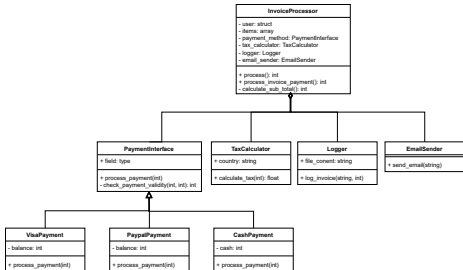 InvoiceProcessor
- user: struct
- items: array
- payment_method: PaymentInterface
- tax_calculator: TaxCalculator
- logger: Logger
- email_sender: EmailSender
+ process(): int
+ process_invoice_payment(): int
- calculate_sub_total(): int
PaymentInterface
+ field: type
+ process_payment(int)
- check_payment_validity(int, int): int
TaxCalculator
+ country: string
+ calculate_tax(int): float
Logger
+ file_conent: string
+ log_invoice(string, int)
EmailSender
+ send_email(string)
VisaPayment
- balance: int
+ process_payment(int)
PaypalPayment
- balance: int
+ process_payment(int)
CashPayment
- cash: int
+ process_payment(int)